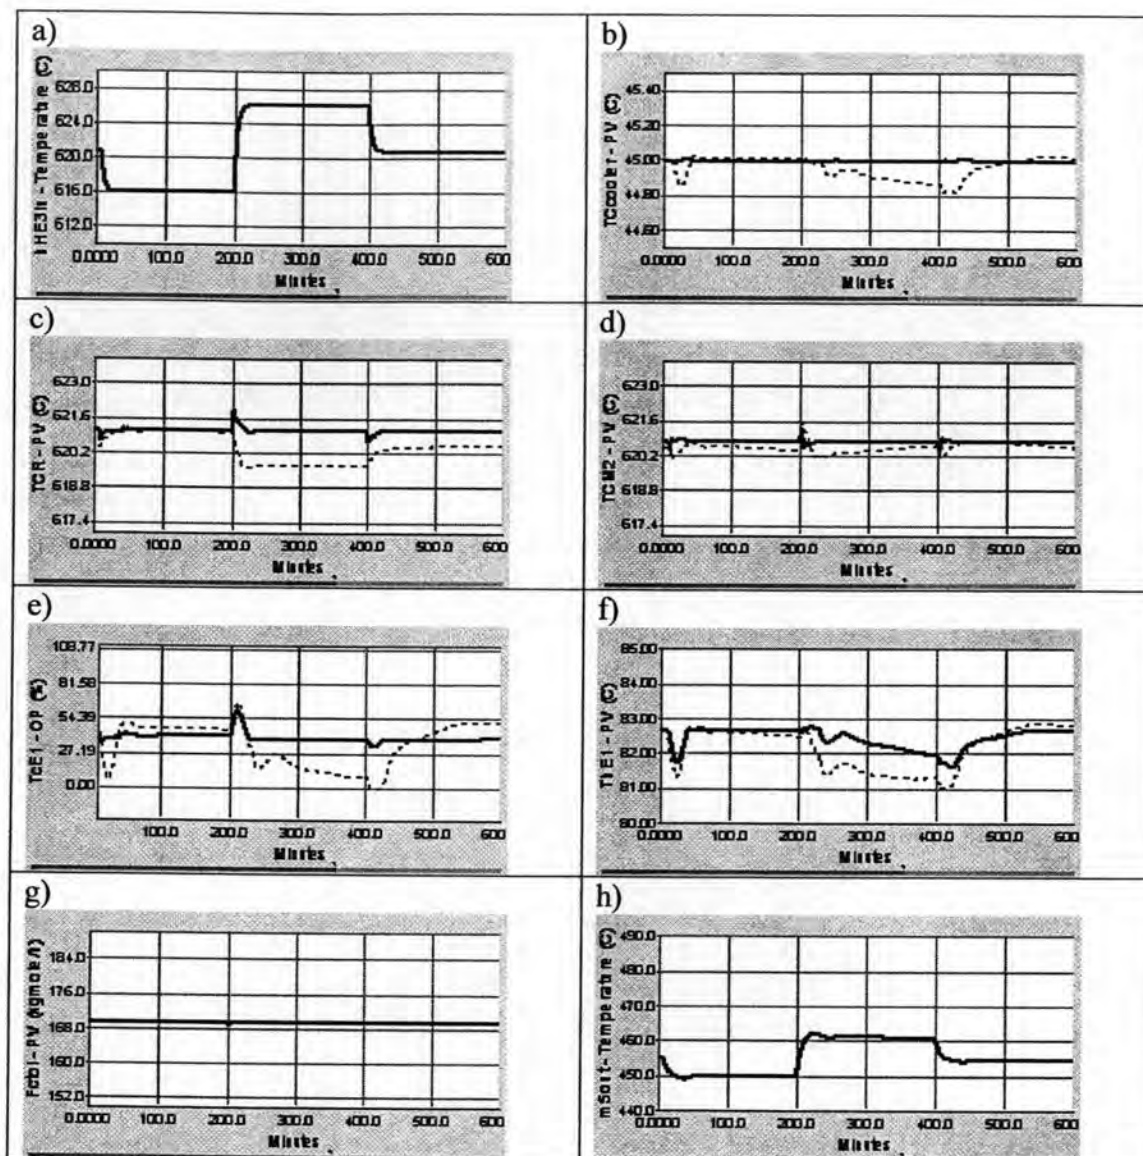 a)
Temperature (C)
628.0
624.0
620.0
616.0
612.0
0.0000 100.0 200.0 300.0 400.0 500.0 600
Minutes
b)
TCcooler - PV (C)
45.40
45.20
45.00
44.80
44.60
0.0000 100.0 200.0 300.0 400.0 500.0 600
Minutes
c)
TCR - PV (C)
623.0
621.6
620.2
618.8
617.4
0.0000 100.0 200.0 300.0 400.0 500.0 600
Minutes
d)
TCM2 - PV (C)
623.0
621.6
620.2
618.8
617.4
0.0000 100.0 200.0 300.0 400.0 500.0 600
Minutes
e)
TcE1 - OP (%)
108.77
81.58
54.39
27.19
0.00
100.0 200.0 300.0 400.0 500.0 600
Minutes
f)
PV (C)
85.00
83.00
82.00
81.00
80.00
0.0000 100.0 200.0 300.0 400.0 500.0 600
Minutes
g)
PV (kgmole/h)
184.0
176.0
168.0
160.0
152.0
0.0000 100.0 200.0 300.0 400.0 500.0 600
Minutes
h)
mSout - Temperature (C)
490.0
480.0
470.0
460.0
450.0
440.0
0.0000 100.0 200.0 300.0 400.0 500.0 600
Minutes